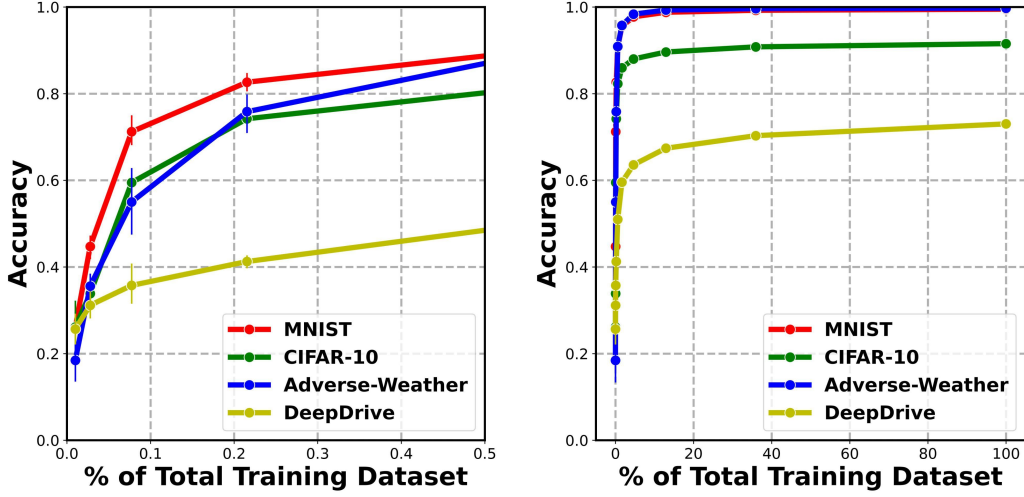 1.0
0.8
0.6
0.4
0.2
0.0
Accuracy
0.0 0.1 0.2 0.3 0.4 0.5
% of Total Training Dataset
MNIST
CIFAR-10
Adverse-Weather
DeepDrive
1.0
0.8
0.6
0.4
0.2
0.0
Accuracy
0 20 40 60 80 100
% of Total Training Dataset
MNIST
CIFAR-10
Adverse-Weather
DeepDrive